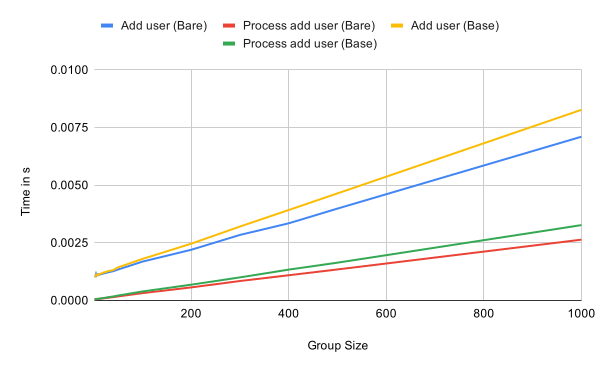 Add user (Bare) Process add user (Bare) Add user (Base)
Process add user (Base)
0.0100
0.0075
0.0050
0.0025
0.0000
Time in s
200 400 600 800 1000
Group Size